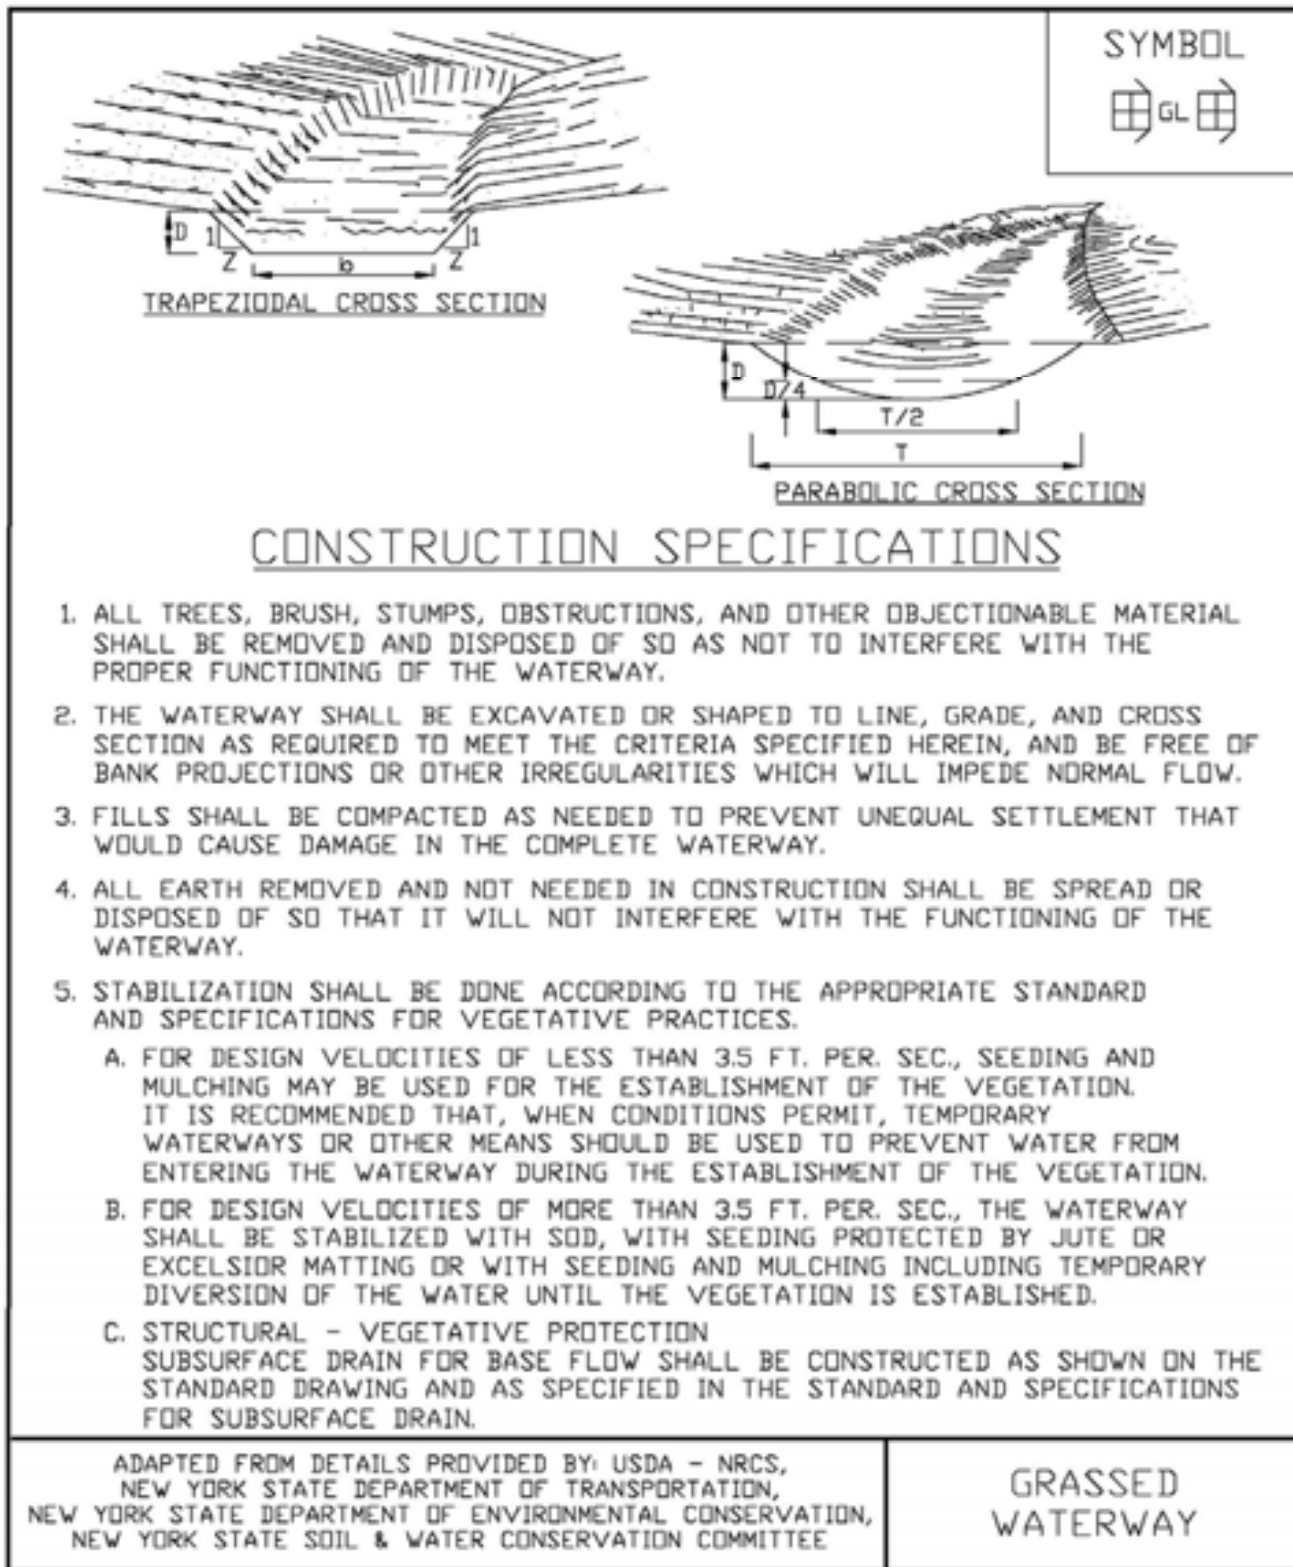 SYMBOL
GL
D 1 Z b Z 1
TRAPEZIODAL CROSS SECTION
D D/4
T/2
T
PARABOLIC CROSS SECTION
CONSTRUCTION SPECIFICATIONS
1. ALL TREES, BRUSH, STUMPS, OBSTRUCTIONS, AND OTHER OBJECTIONABLE MATERIAL
SHALL BE REMOVED AND DISPOSED OF SO AS NOT TO INTERFERE WITH THE
PROPER FUNCTIONING OF THE WATERWAY.
2. THE WATERWAY SHALL BE EXCAVATED OR SHAPED TO LINE, GRADE, AND CROSS
SECTION AS REQUIRED TO MEET THE CRITERIA SPECIFIED HEREIN, AND BE FREE OF
BANK PROJECTIONS OR OTHER IRREGULARITIES WHICH WILL IMPEDE NORMAL FLOW.
3. FILLS SHALL BE COMPACTED AS NEEDED TO PREVENT UNEQUAL SETTLEMENT THAT
WOULD CAUSE DAMAGE IN THE COMPLETE WATERWAY.
4. ALL EARTH REMOVED AND NOT NEEDED IN CONSTRUCTION SHALL BE SPREAD OR
DISPOSED OF SO THAT IT WILL NOT INTERFERE WITH THE FUNCTIONING OF THE
WATERWAY.
5. STABILIZATION SHALL BE DONE ACCORDING TO THE APPROPRIATE STANDARD
AND SPECIFICATIONS FOR VEGETATIVE PRACTICES.
A. FOR DESIGN VELOCITIES OF LESS THAN 3.5 FT. PER. SEC., SEEDING AND
MULCHING MAY BE USED FOR THE ESTABLISHMENT OF THE VEGETATION.
IT IS RECOMMENDED THAT, WHEN CONDITIONS PERMIT, TEMPORARY
WATERWAYS OR OTHER MEANS SHOULD BE USED TO PREVENT WATER FROM
ENTERING THE WATERWAY DURING THE ESTABLISHMENT OF THE VEGETATION.
B. FOR DESIGN VELOCITIES OF MORE THAN 3.5 FT. PER. SEC., THE WATERWAY
SHALL BE STABILIZED WITH SOD, WITH SEEDING PROTECTED BY JUTE OR
EXCELSIOR MATTING OR WITH SEEDING AND MULCHING INCLUDING TEMPORARY
DIVERSION OF THE WATER UNTIL THE VEGETATION IS ESTABLISHED.
C. STRUCTURAL - VEGETATIVE PROTECTION
SUBSURFACE DRAIN FOR BASE FLOW SHALL BE CONSTRUCTED AS SHOWN ON THE
STANDARD DRAWING AND AS SPECIFIED IN THE STANDARD AND SPECIFICATIONS
FOR SUBSURFACE DRAIN.
ADAPTED FROM DETAILS PROVIDED BY: USDA - NRCS,
NEW YORK STATE DEPARTMENT OF TRANSPORTATION,
NEW YORK STATE DEPARTMENT OF ENVIRONMENTAL CONSERVATION,
NEW YORK STATE SOIL & WATER CONSERVATION COMMITTEE
GRASSED
WATERWAY